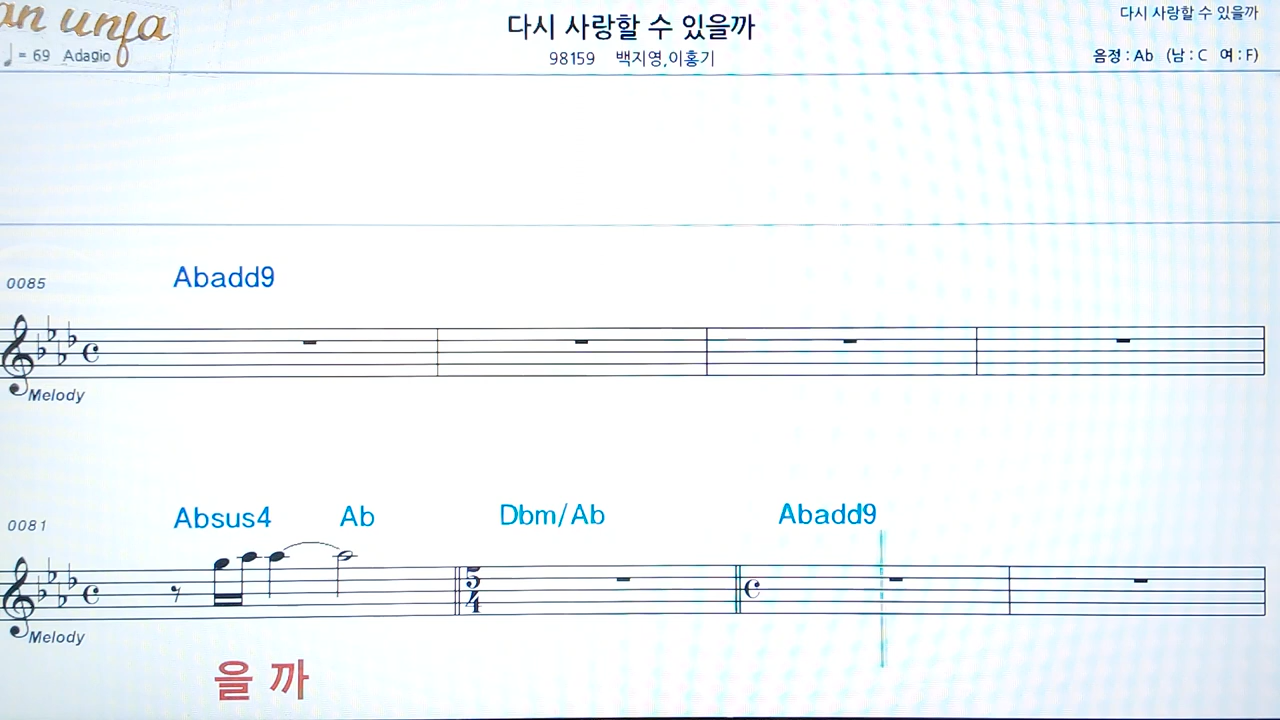 다시 사랑할 수 있을까
다시 사랑할 수 있을까
♩= 69 Adagio
98159 백지영,이홍기
음정 : Ab (남 : C 여 : F)
Abadd9
0085
Melody
Absus4 Ab Dbm/Ab Abadd9
0081
5
4
Melody
을 까